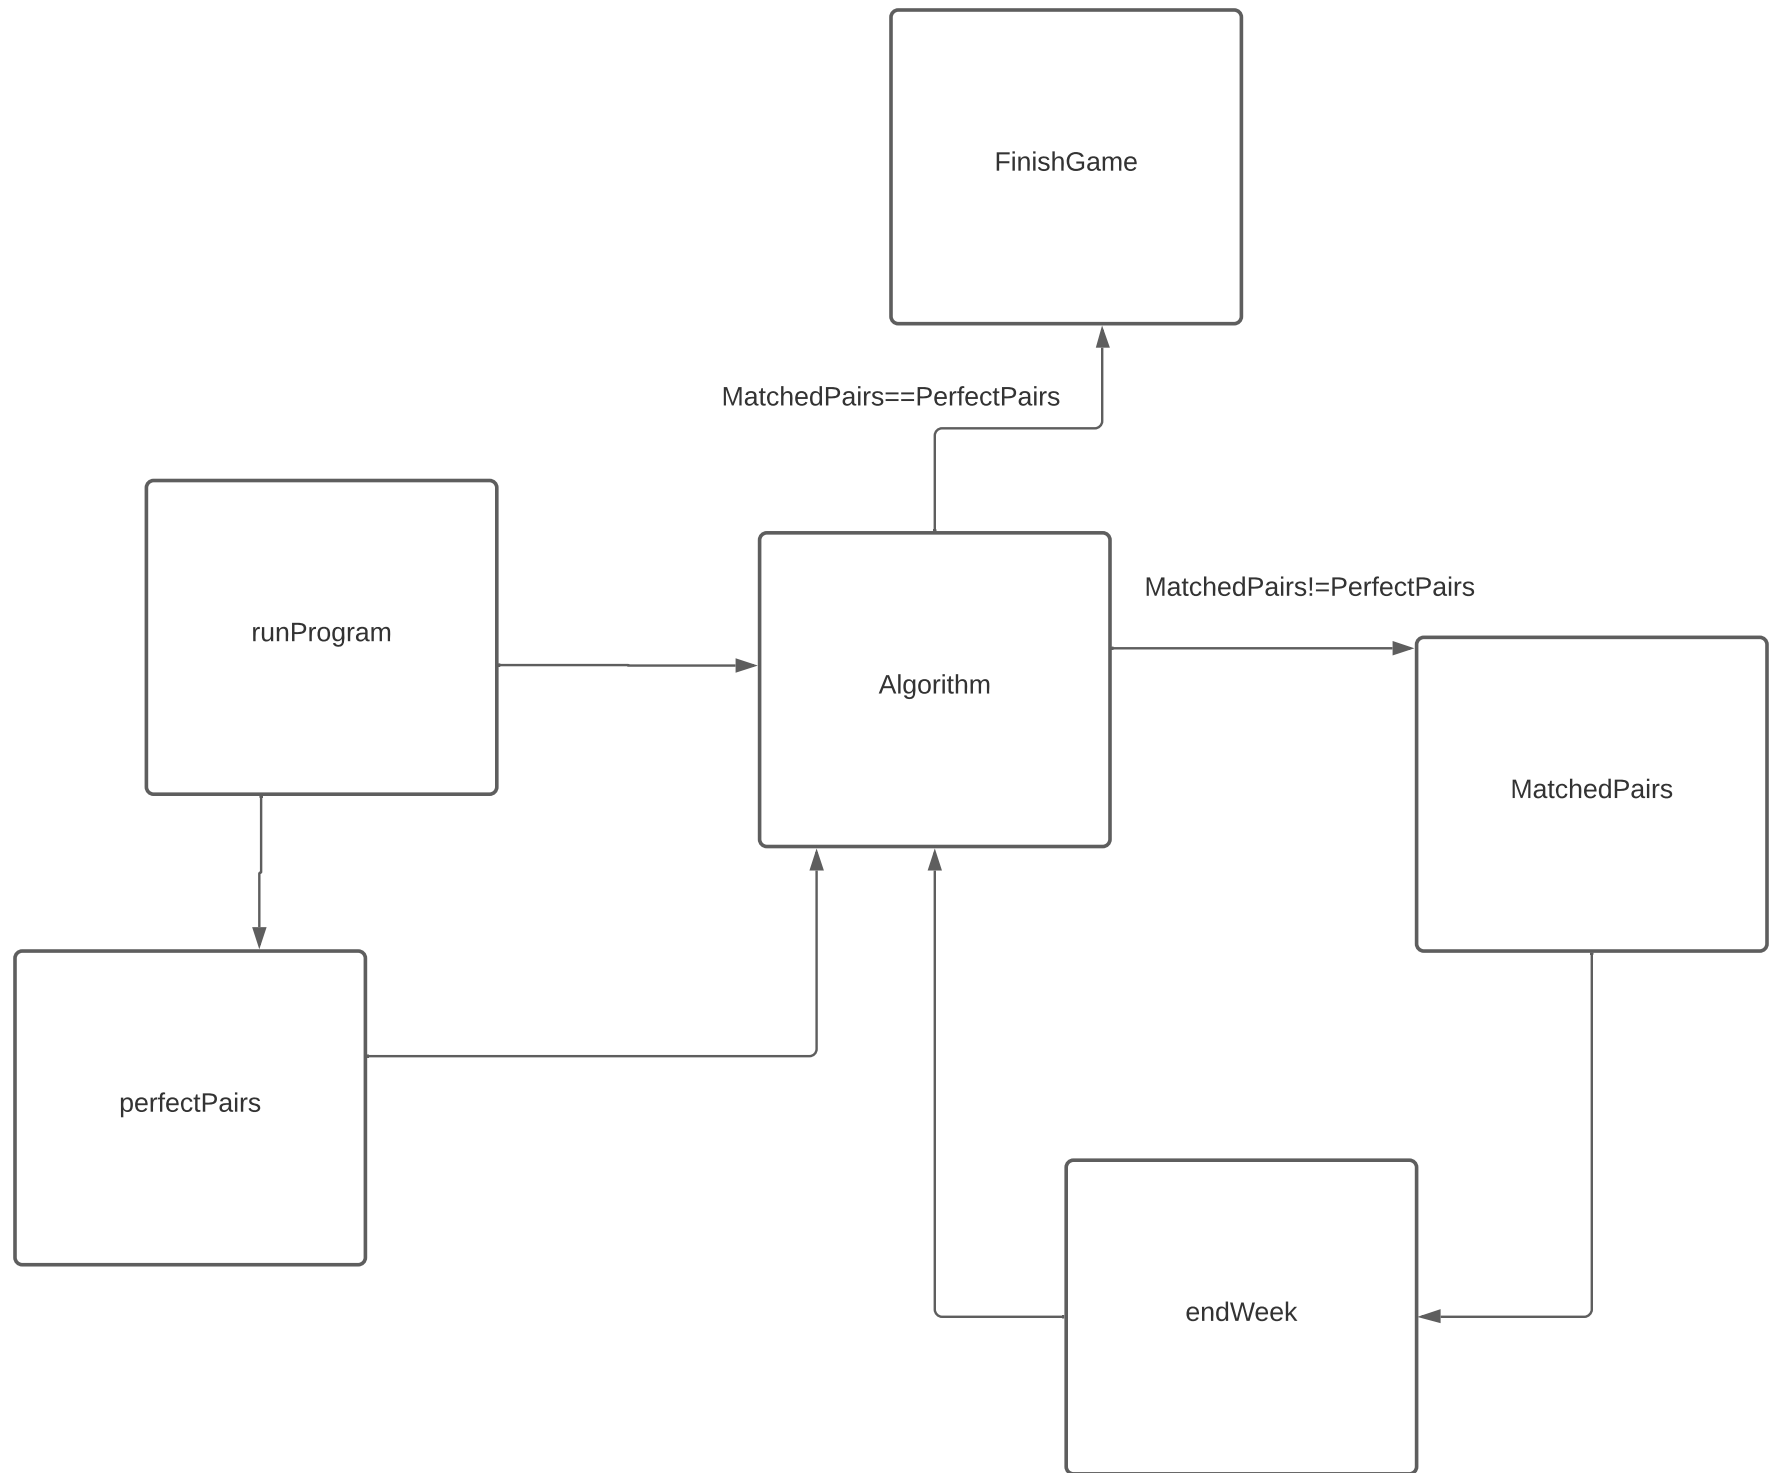 FinishGame
MatchedPairs==PerfectPairs
MatchedPairs!=PerfectPairs
runProgram
Algorithm
MatchedPairs
perfectPairs
endWeek